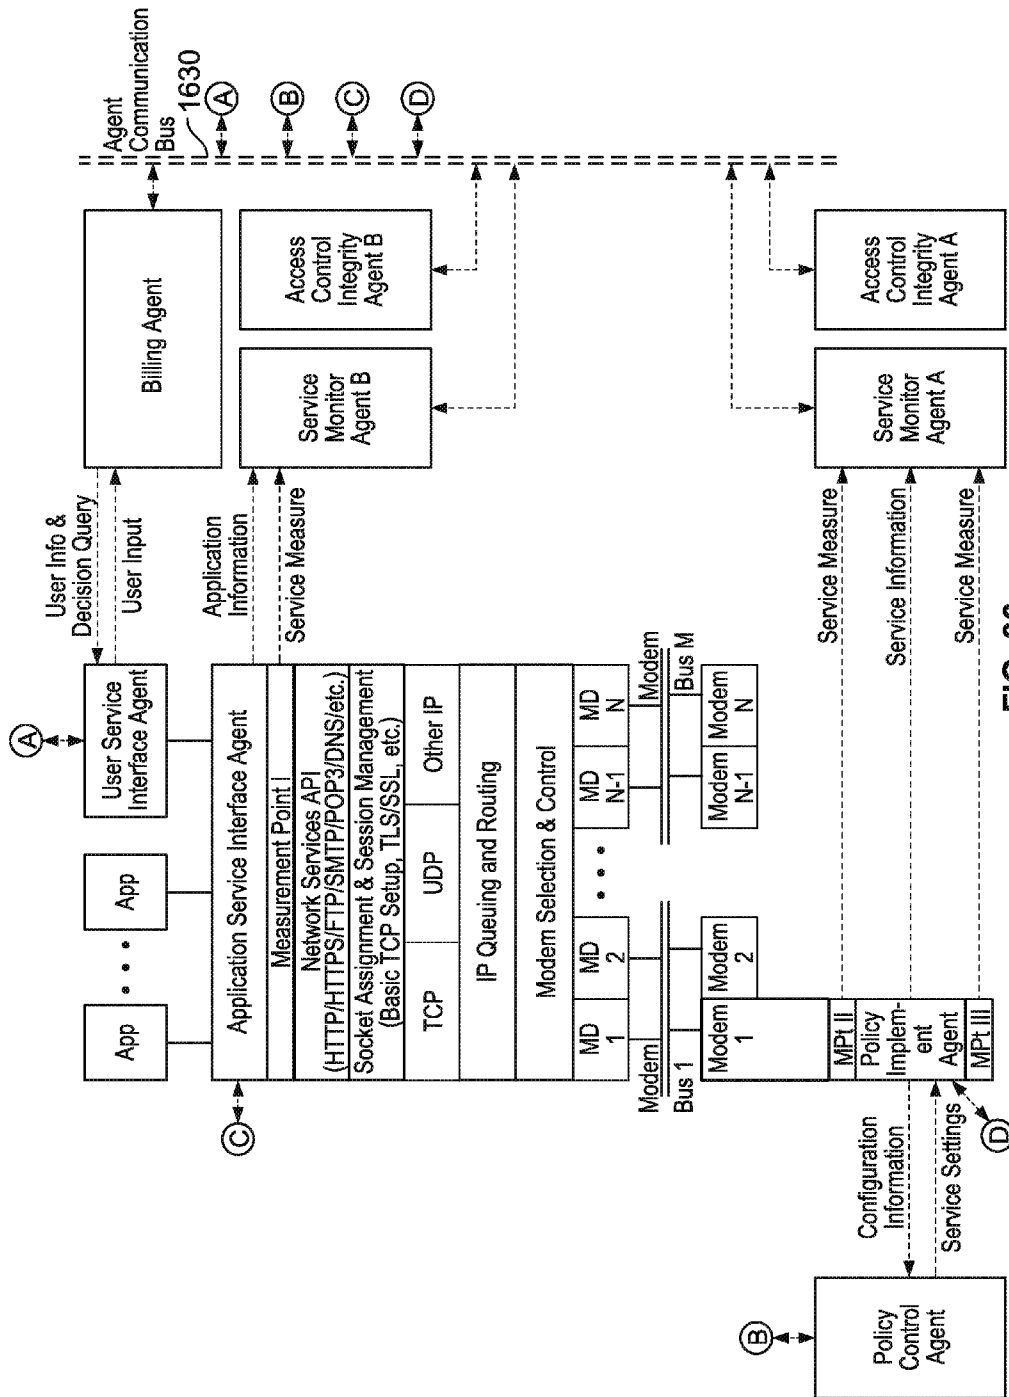 Agent
Communication
Bus
1630
A
B
C
D
Billing Agent
User Info &
Decision Query
User Input
A
User Service
Interface Agent
App
App
Access
Control
Integrity
Agent B
Service
Monitor
Agent B
Application
Information
Service Measure
C
Application Service Interface Agent
Measurement Point I
Network Services API
(HTTP/HTTPS/FTP/SMTP/POP3/DNS/etc.)
Socket Assignment & Session Management
(Basic TCP Setup, TLS/SSL, etc.)
TCP
UDP
Other IP
IP Queuing and Routing
Modem Selection & Control
MD
1
MD
2
MD
N-1
MD
N
Modem
Bus 1
Modem
Bus M
Modem
1
Modem
2
Modem
N-1
Modem
N
MPt II
Policy
Implem-
ent
Agent
MPt III
D
Service Measure
Service Information
Service Measure
Service
Monitor
Agent A
Access
Control
Integrity
Agent A
Configuration
Information
Service Settings
B
Policy
Control
Agent